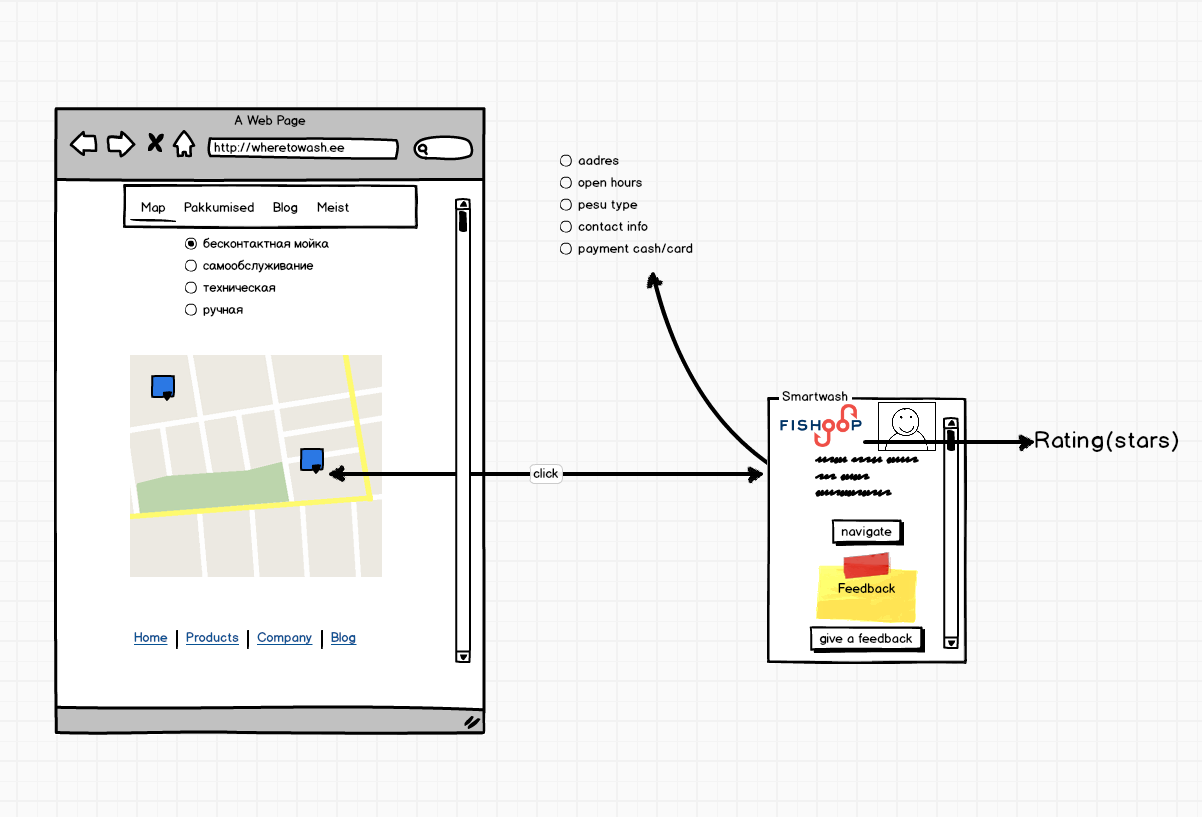 A Web Page
http://wheretowash.ee
Map Pakkumised Blog Meist
бесконтактная мойка
самообслуживание
техническая
ручная
Home Products Company Blog
click
aadres
open hours
pesu type
contact info
payment cash/card
Smartwash
FISHOOP
Rating(stars)
navigate
Feedback
give a feedback